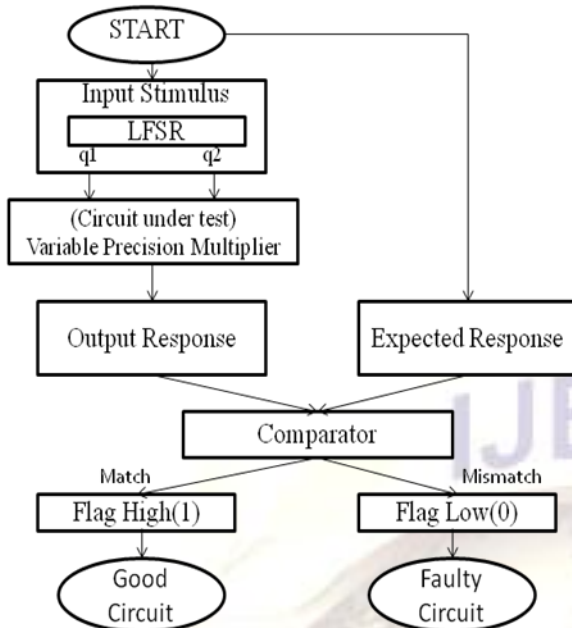 START
Input Stimulus
LFSR
q1 q2
(Circuit under test)
Variable Precision Multiplier
Output Response
Expected Response
Comparator
Match
Mismatch
Flag High(1)
Flag Low(0)
Good
Circuit
Faulty
Circuit